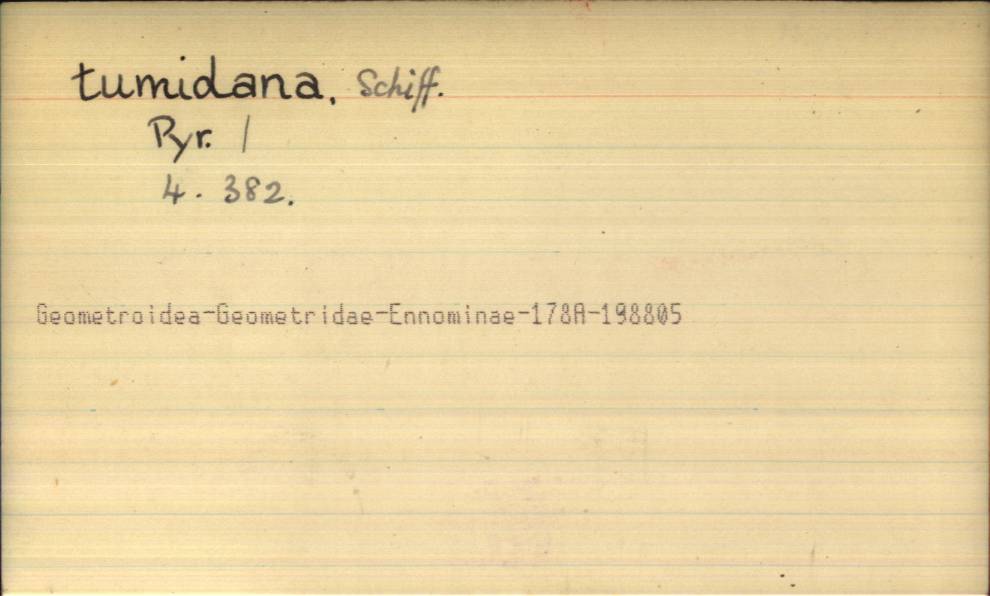 tumidana, Schiff.
Pyr. 1
4. 382.
Geometroidea-Geometridae-Ennominae-178A-198805